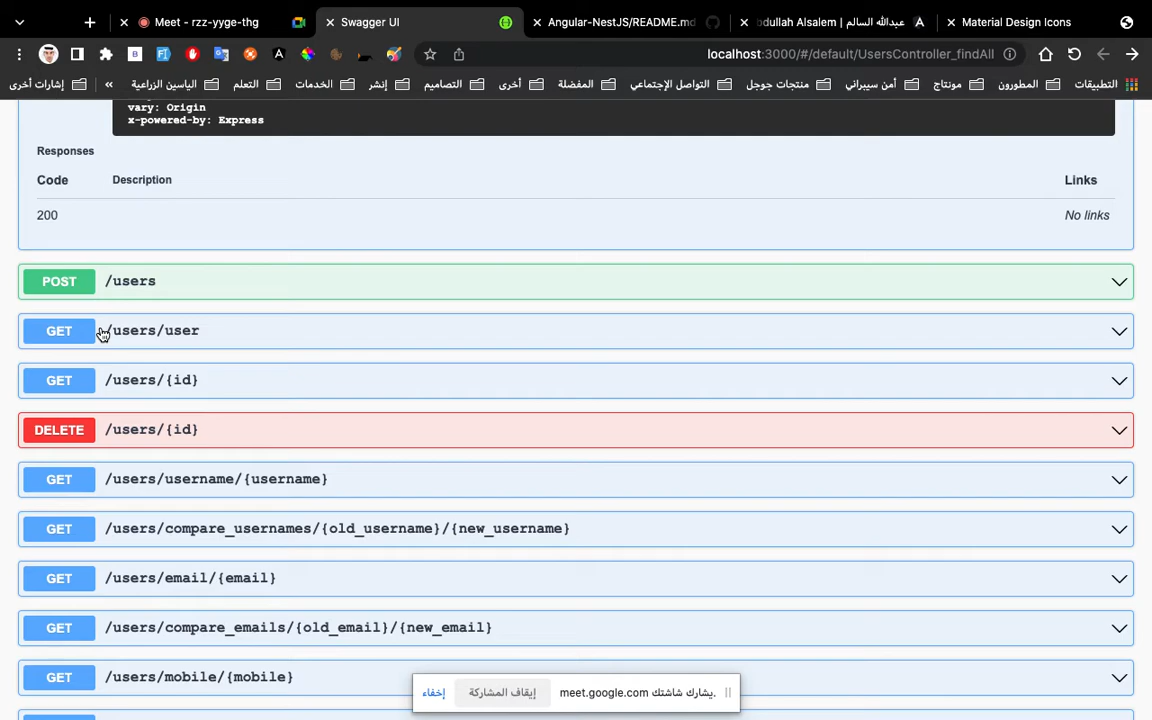 Meet - rzz-yyge-thg
Swagger UI
Angular-NestJS/README.md
عبدالله السالم | Abdullah Alsalem
Material Design Icons
localhost:3000/#/default/UsersController_findAll
التطبيقات
المطورون
مونتاج
أمن سيبراني
منتجات جوجل
التواصل الإجتماعي
المفضلة
أخرى
التصاميم
إنشر
الخدمات
التعلم
الياسين الزراعية
»
إشارات أخرى
vary: Origin
x-powered-by: Express
Responses
Code Description Links
200 No links
POST /users
GET /users/user
GET /users/{id}
DELETE /users/{id}
GET /users/username/{username}
GET /users/compare_usernames/{old_username}/{new_username}
GET /users/email/{email}
GET /users/compare_emails/{old_email}/{new_email}
GET /users/mobile/{mobile}
يشارك شاشتك meet.google.com.
إيقاف المشاركة
إخفاء